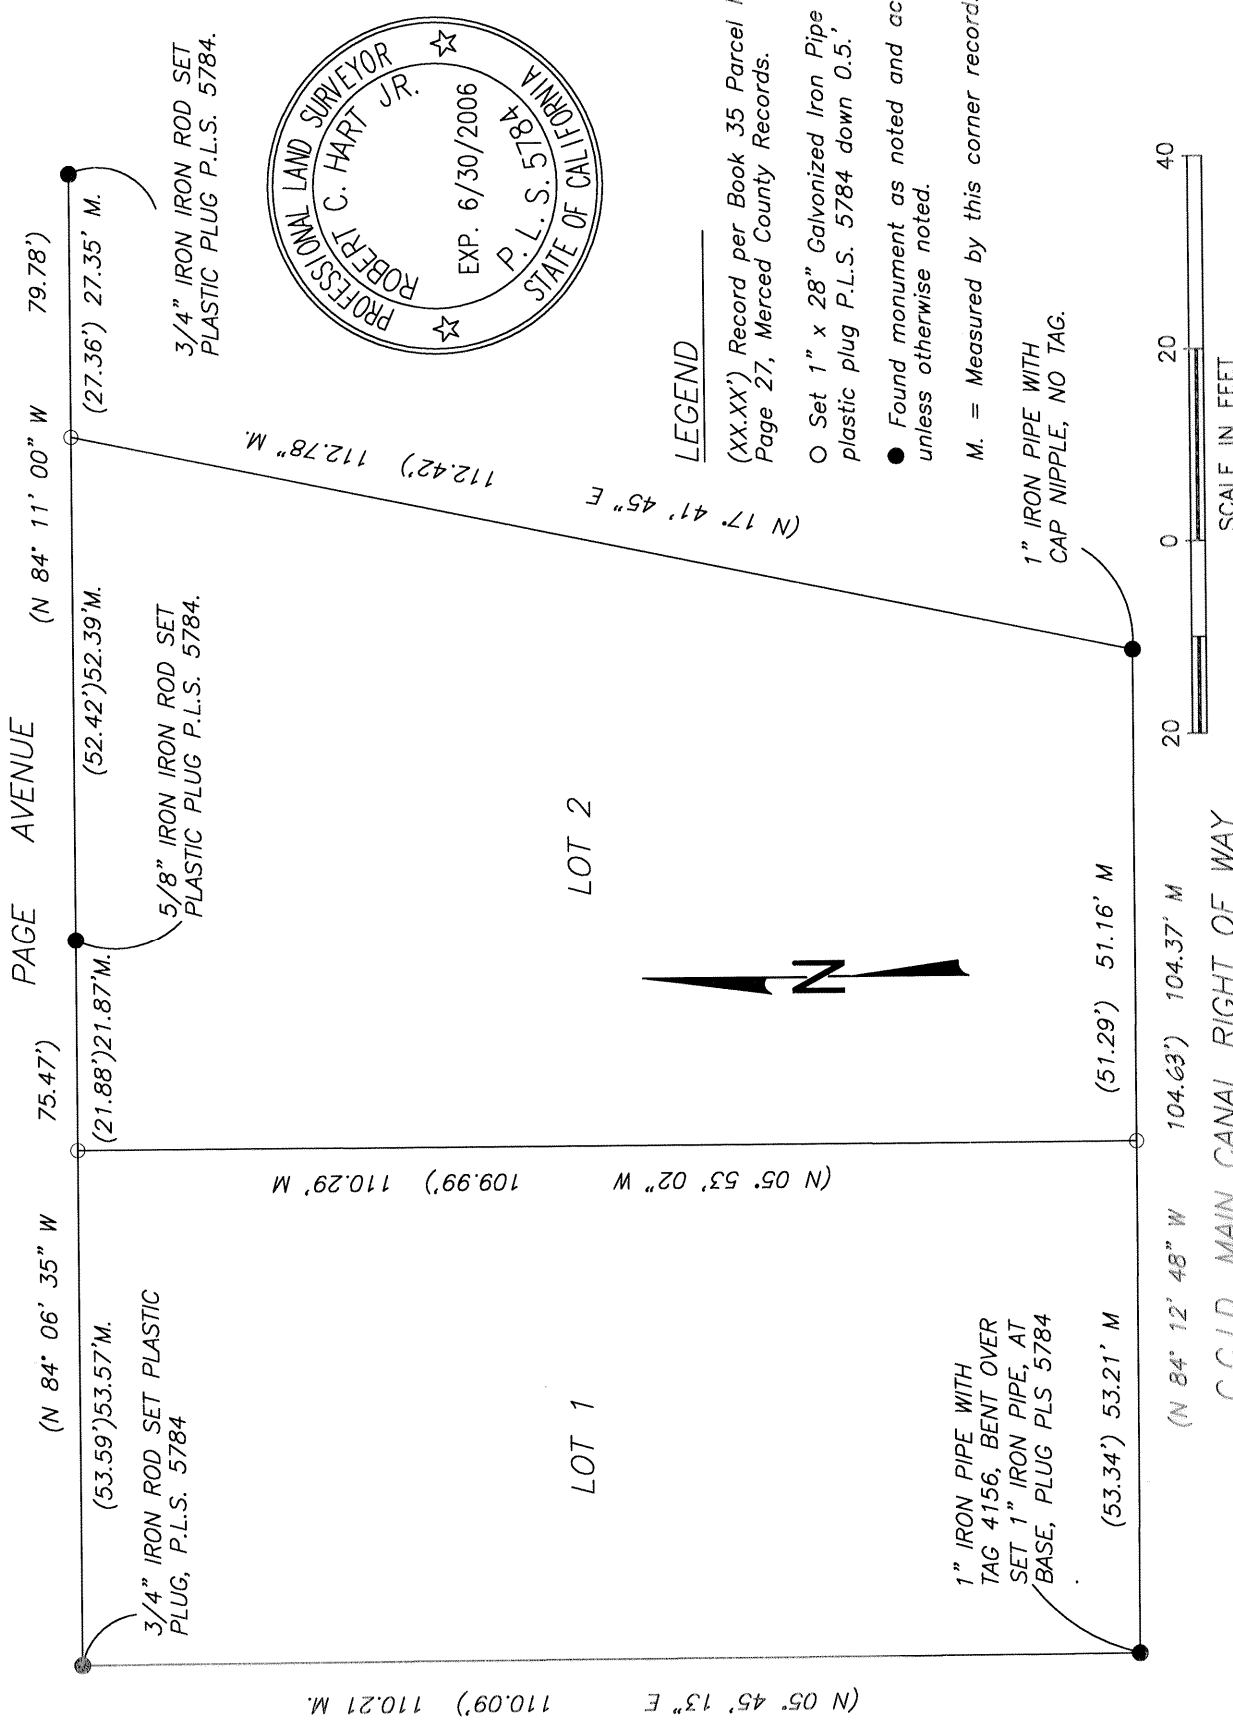 PAGE AVENUE
(N 84° 06' 35" W 75.47')
(N 84° 11' 00" W 79.78')
(53.59')53.57'M.
(21.88')21.87'M.
(52.42')52.39'M.
(27.36') 27.35' M.
3/4" IRON ROD SET PLASTIC
PLUG, P.L.S. 5784
5/8" IRON IRON ROD SET
PLASTIC PLUG P.L.S. 5784.
3/4" IRON IRON ROD SET
PLASTIC PLUG P.L.S. 5784.
PROFESSIONAL LAND SURVEYOR
ROBERT C. HART JR.
EXP. 6/30/2006
P.L.S. 5784
STATE OF CALIFORNIA
(N 05° 45' 13" E 110.09') 110.21 M.
LOT 1
(N 05° 53' 02" W 109.99') 110.29' M
LOT 2
N
(N 17° 41' 45" E 112.42') 112.78" M.
LEGEND
(XX.XX') Record per Book 35 Parcel
Page 27, Merced County Records.
Set 1" x 28" Galvonized Iron Pipe
plastic plug P.L.S. 5784 down 0.5.'
Found monument as noted and
unless otherwise noted.
M. = Measured by this corner record.
1" IRON PIPE WITH
TAG 4156, BENT OVER
SET 1" IRON PIPE, AT
BASE, PLUG PLS 5784
1" IRON PIPE WITH
CAP NIPPLE, NO TAG.
(53.34') 53.21' M
(51.29') 51.16' M
(N 84° 12' 48" W 104.63') 104.37' M
C.C.I.D. MAIN CANAL RIGHT OF WAY
20 0 20 40
SCALE IN FEET